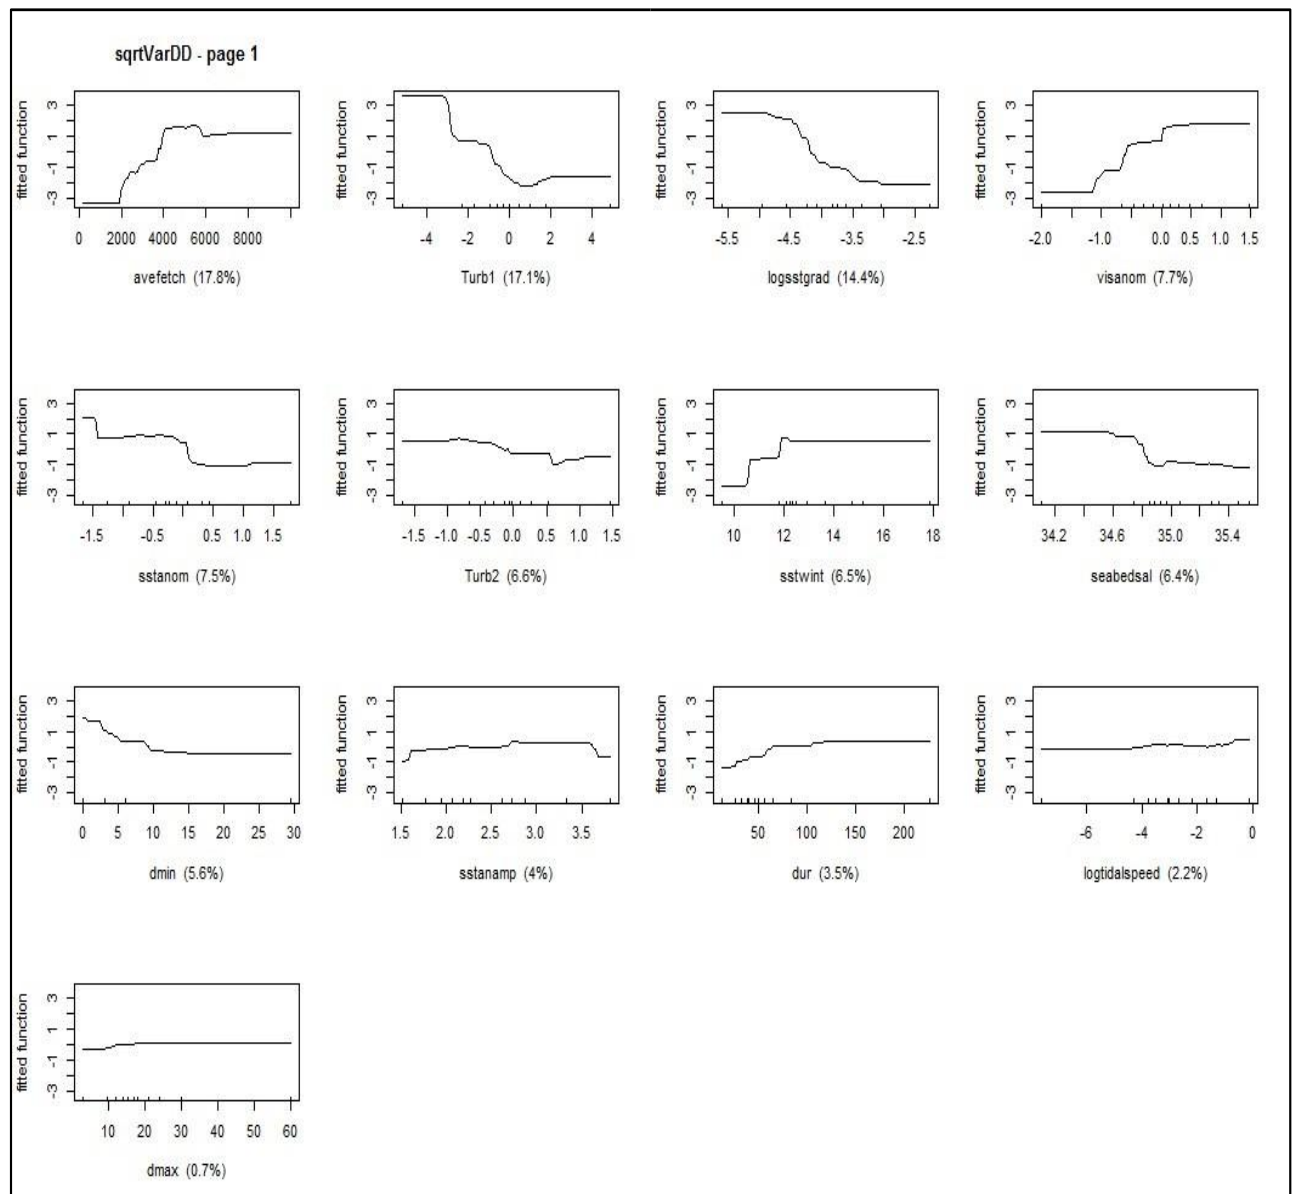 sqrtVarDD - page 1
fitted function
3
1
-1
-3
0 2000 4000 6000 8000
avefetch (17.8%)
fitted function
3
1
-1
-3
-4 -2 0 2 4
Turb1 (17.1%)
fitted function
3
1
-1
-3
-5.5 -4.5 -3.5 -2.5
logsstgrad (14.4%)
fitted function
3
1
-1
-3
-2.0 -1.0 0.0 0.5 1.0 1.5
visanom (7.7%)
fitted function
3
1
-1
-3
-1.5 -0.5 0.5 1.0 1.5
sstanom (7.5%)
fitted function
3
1
-1
-3
-1.5 -1.0 -0.5 0.0 0.5 1.0 1.5
Turb2 (6.6%)
fitted function
3
1
-1
-3
10 12 14 16 18
sstwint (6.5%)
fitted function
3
1
-1
-3
34.2 34.6 35.0 35.4
seabedsal (6.4%)
fitted function
3
1
-1
-3
0 5 10 15 20 25 30
dmin (5.6%)
fitted function
3
1
-1
-3
1.5 2.0 2.5 3.0 3.5
sstanamp (4%)
fitted function
3
1
-1
-3
50 100 150 200
dur (3.5%)
fitted function
3
1
-1
-3
-6 -4 -2 0
logtidalspeed (2.2%)
fitted function
3
1
-1
-3
10 20 30 40 50 60
dmax (0.7%)